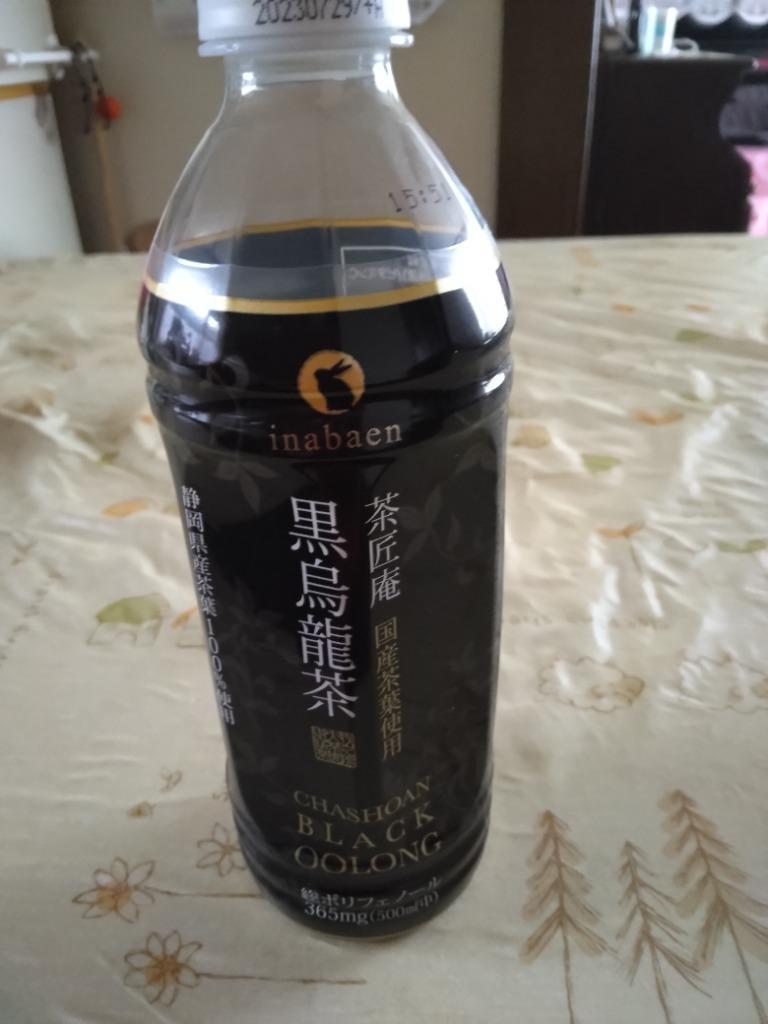 20230729/4A
15:51
inabaen
茶匠庵
国産茶葉使用
黒烏龍茶
静岡県産茶葉100%使用
CHASHOAN
BLACK
OOLONG
総ポリフェノール
365mg(500ml中)